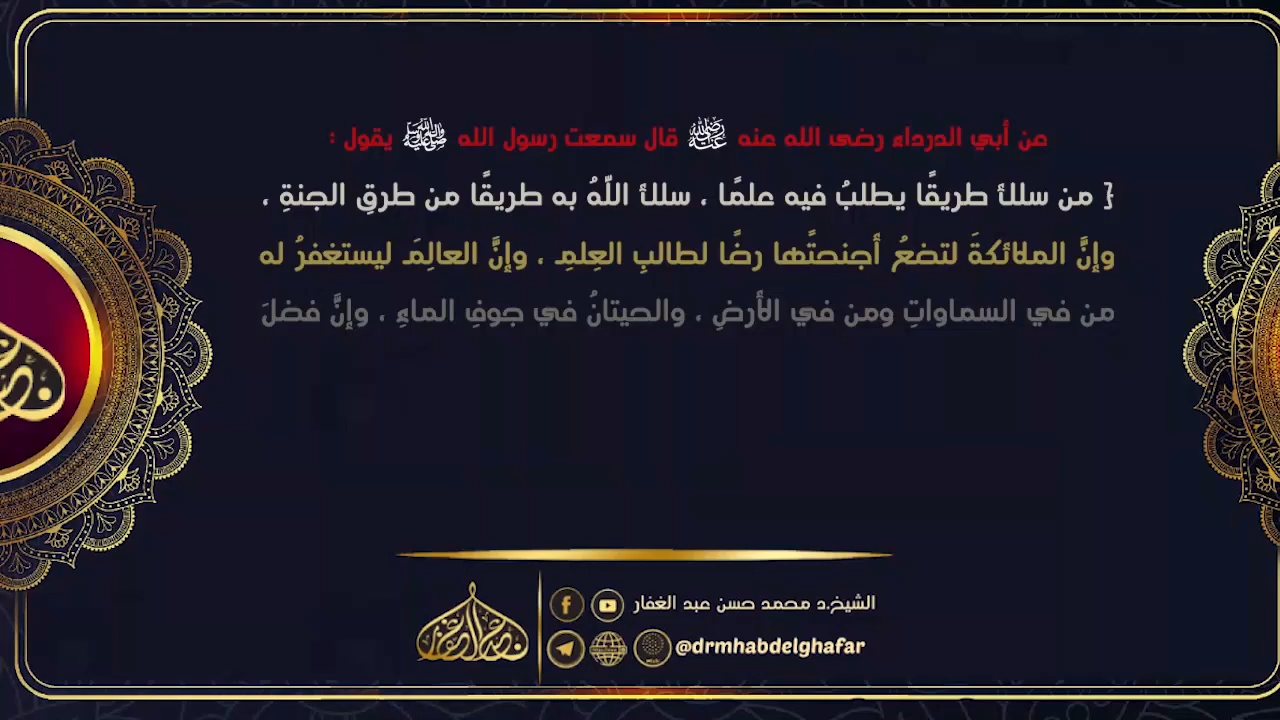 عن أبي الدرداء رضى الله عنه رَضِيَ اللهُ عَنْهُ قال سمعت رسول الله ﷺ يقول :
{ من سلك طريقًا يطلبُ فيه علمًا ، سلك اللّهُ به طريقًا من طرقِ الجنةِ ،
وإنَّ الملائكةَ لتضعُ أجنحتَها رضًا لطالبِ العِلمِ ، وإنَّ العالِمَ ليستغفرُ له
من في السماواتِ ومن في الأرضِ ، والحيتانُ في جوفِ الماءِ ، وإنَّ فضلَ
الشيخ.د محمد حسن عبد الغفار
@drmhabdelghafar